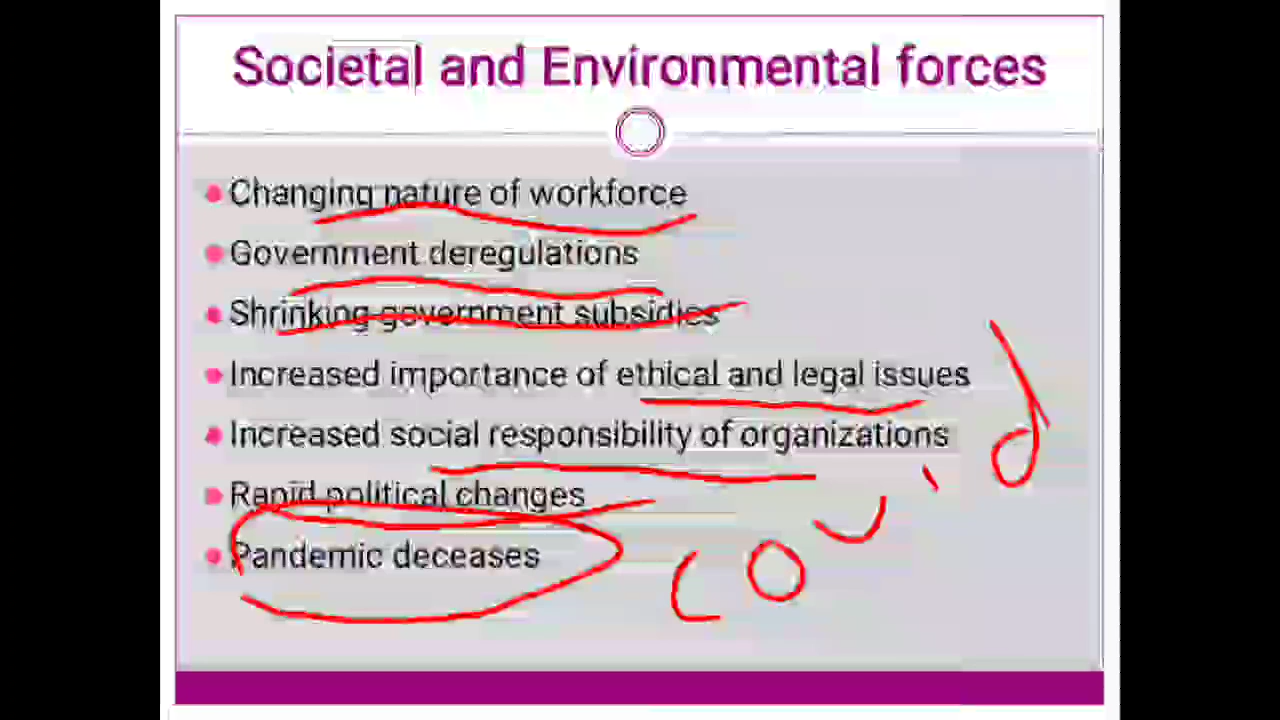 Societal and Environmental forces
Changing nature of workforce
Government deregulations
Shrinking government subsidies
Increased importance of ethical and legal issues
Increased social responsibility of organizations
Rapid political changes
Pandemic deceases
covid